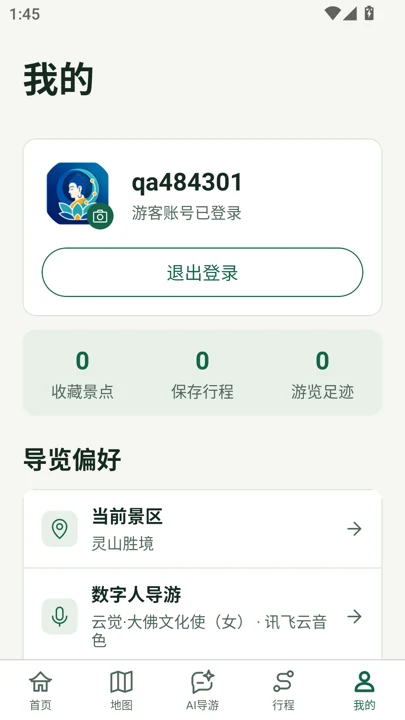 1:45
我的
qa484301
游客账号已登录
退出登录
0 0 0
收藏景点 保存行程 游览足迹
导览偏好
当前景区
灵山胜境
数字人导游
云觉·大佛文化使（女） · 讯飞云音
色
首页 地图 AI导游 行程 我的